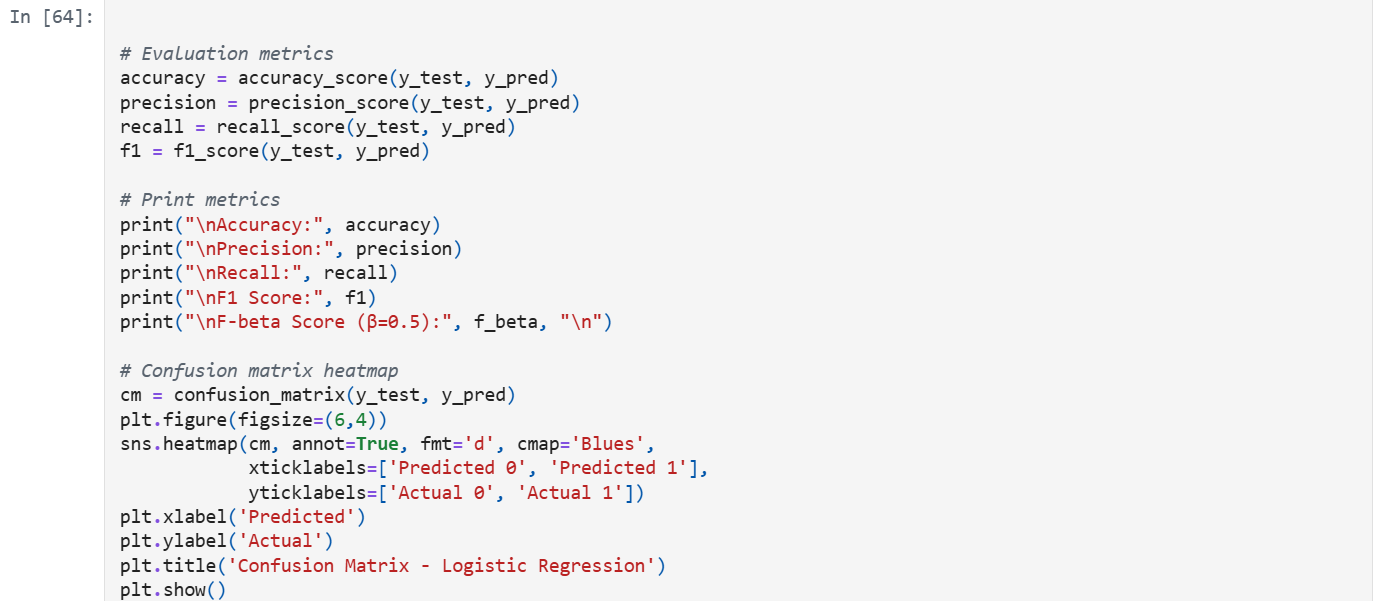 In [64]:
# Evaluation metrics
accuracy = accuracy_score(y_test, y_pred)
precision = precision_score(y_test, y_pred)
recall = recall_score(y_test, y_pred)
f1 = f1_score(y_test, y_pred)
# Print metrics
print("\nAccuracy:", accuracy)
print("\nPrecision:", precision)
print("\nRecall:", recall)
print("\nF1 Score:", f1)
print("\nF-beta Score (β=0.5):", f_beta, "\n")
# Confusion matrix heatmap
cm = confusion_matrix(y_test, y_pred)
plt.figure(figsize=(6,4))
sns.heatmap(cm, annot=True, fmt='d', cmap='Blues',
            xticklabels=['Predicted 0', 'Predicted 1'],
            yticklabels=['Actual 0', 'Actual 1'])
plt.xlabel('Predicted')
plt.ylabel('Actual')
plt.title('Confusion Matrix - Logistic Regression')
plt.show()